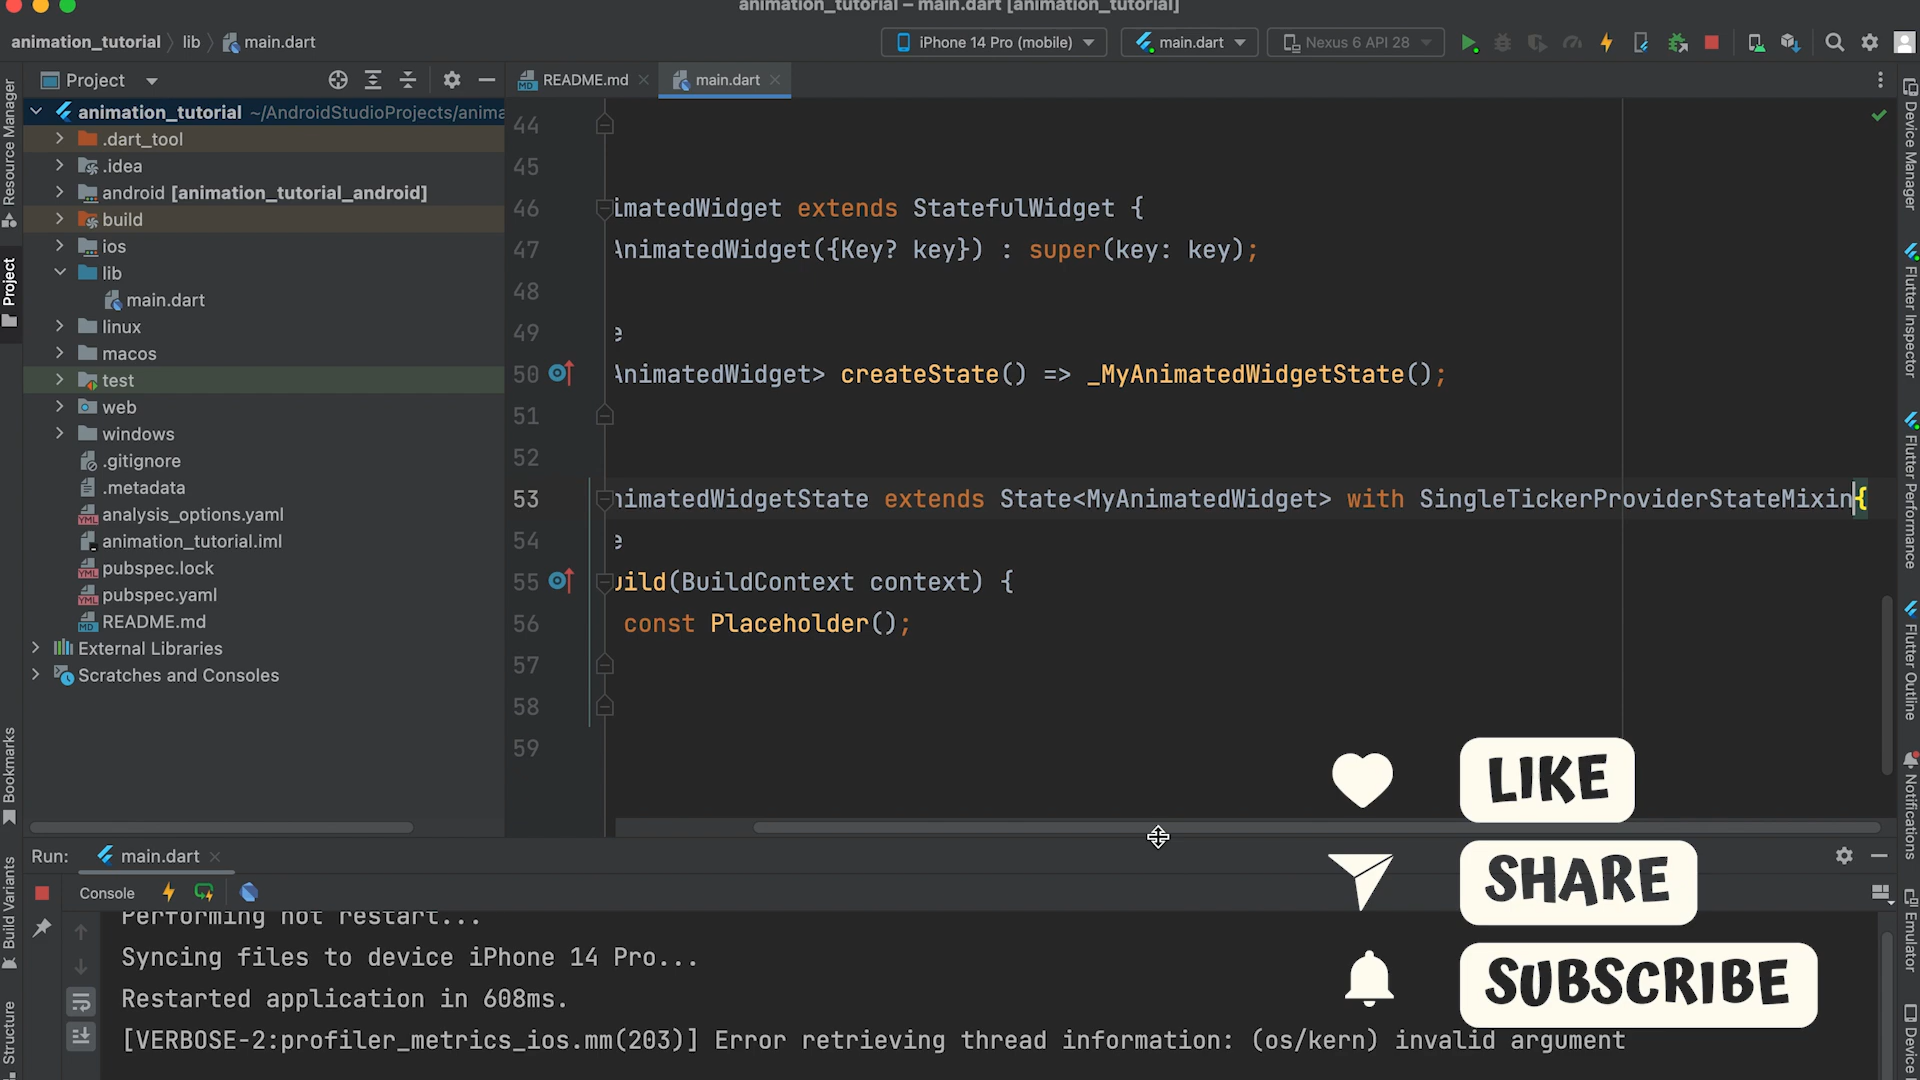 animation_tutorial – main.dart [animation_tutorial]
animation_tutorial lib main.dart
iPhone 14 Pro (mobile) main.dart Nexus 6 API 28
Project
README.md main.dart
Resource Manager
Project
Bookmarks
Build Variants
Structure
animation_tutorial ~/AndroidStudioProjects/anima
.dart_tool
.idea
android [animation_tutorial_android]
build
ios
lib
main.dart
linux
macos
test
web
windows
.gitignore
.metadata
analysis_options.yaml
animation_tutorial.iml
pubspec.lock
pubspec.yaml
README.md
External Libraries
Scratches and Consoles
44
45
46 imatedWidget extends StatefulWidget {
47 AnimatedWidget({Key? key}) : super(key: key);
48
49 e
50 AnimatedWidget> createState() => _MyAnimatedWidgetState();
51
52
53 nimatedWidgetState extends State<MyAnimatedWidget> with SingleTickerProviderStateMixin{
54 e
55 uild(BuildContext context) {
56 const Placeholder();
57
58
59
Device Manager
Flutter Inspector
Flutter Performance
Flutter Outline
Notifications
Emulator
LIKE
SHARE
SUBSCRIBE
Run: main.dart
Console
Performing hot restart...
Syncing files to device iPhone 14 Pro...
Restarted application in 608ms.
[VERBOSE-2:profiler_metrics_ios.mm(203)] Error retrieving thread information: (os/kern) invalid argument